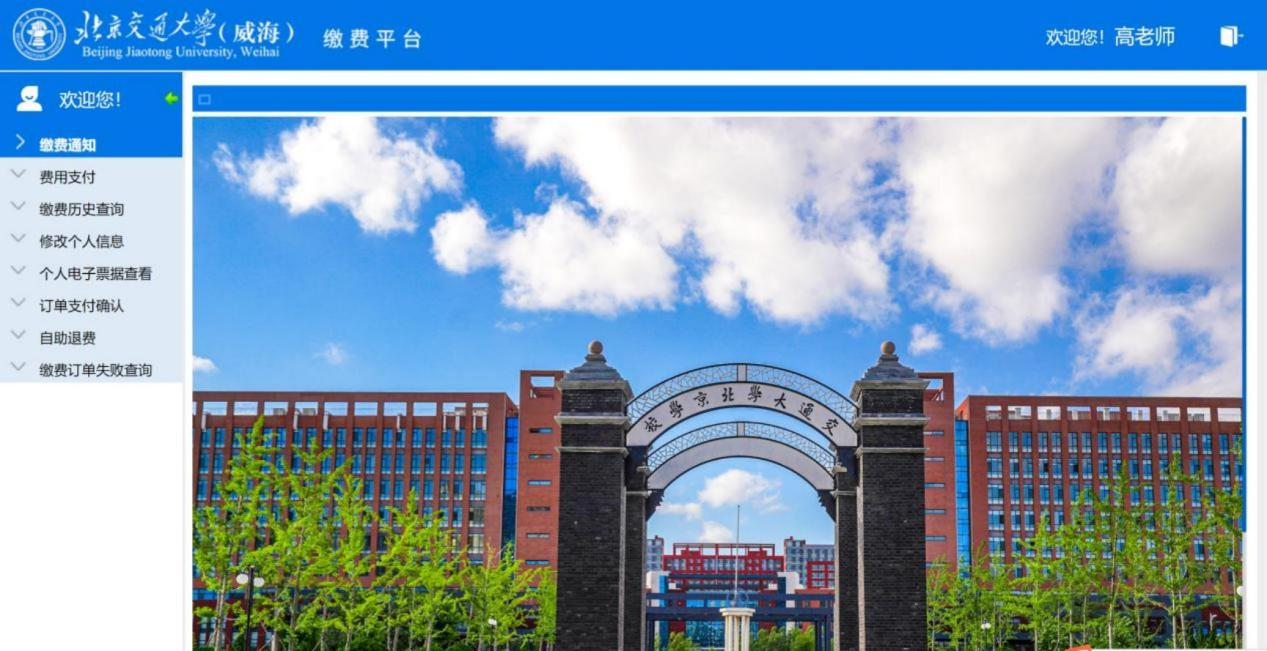 北京交通大學(威海)
Beijing Jiaotong University, Weihai
缴费平台
欢迎您！高老师
欢迎您！
缴费通知
费用支付
缴费历史查询
修改个人信息
个人电子票据查看
订单支付确认
自助退费
缴费订单失败查询
校學京北學大通交